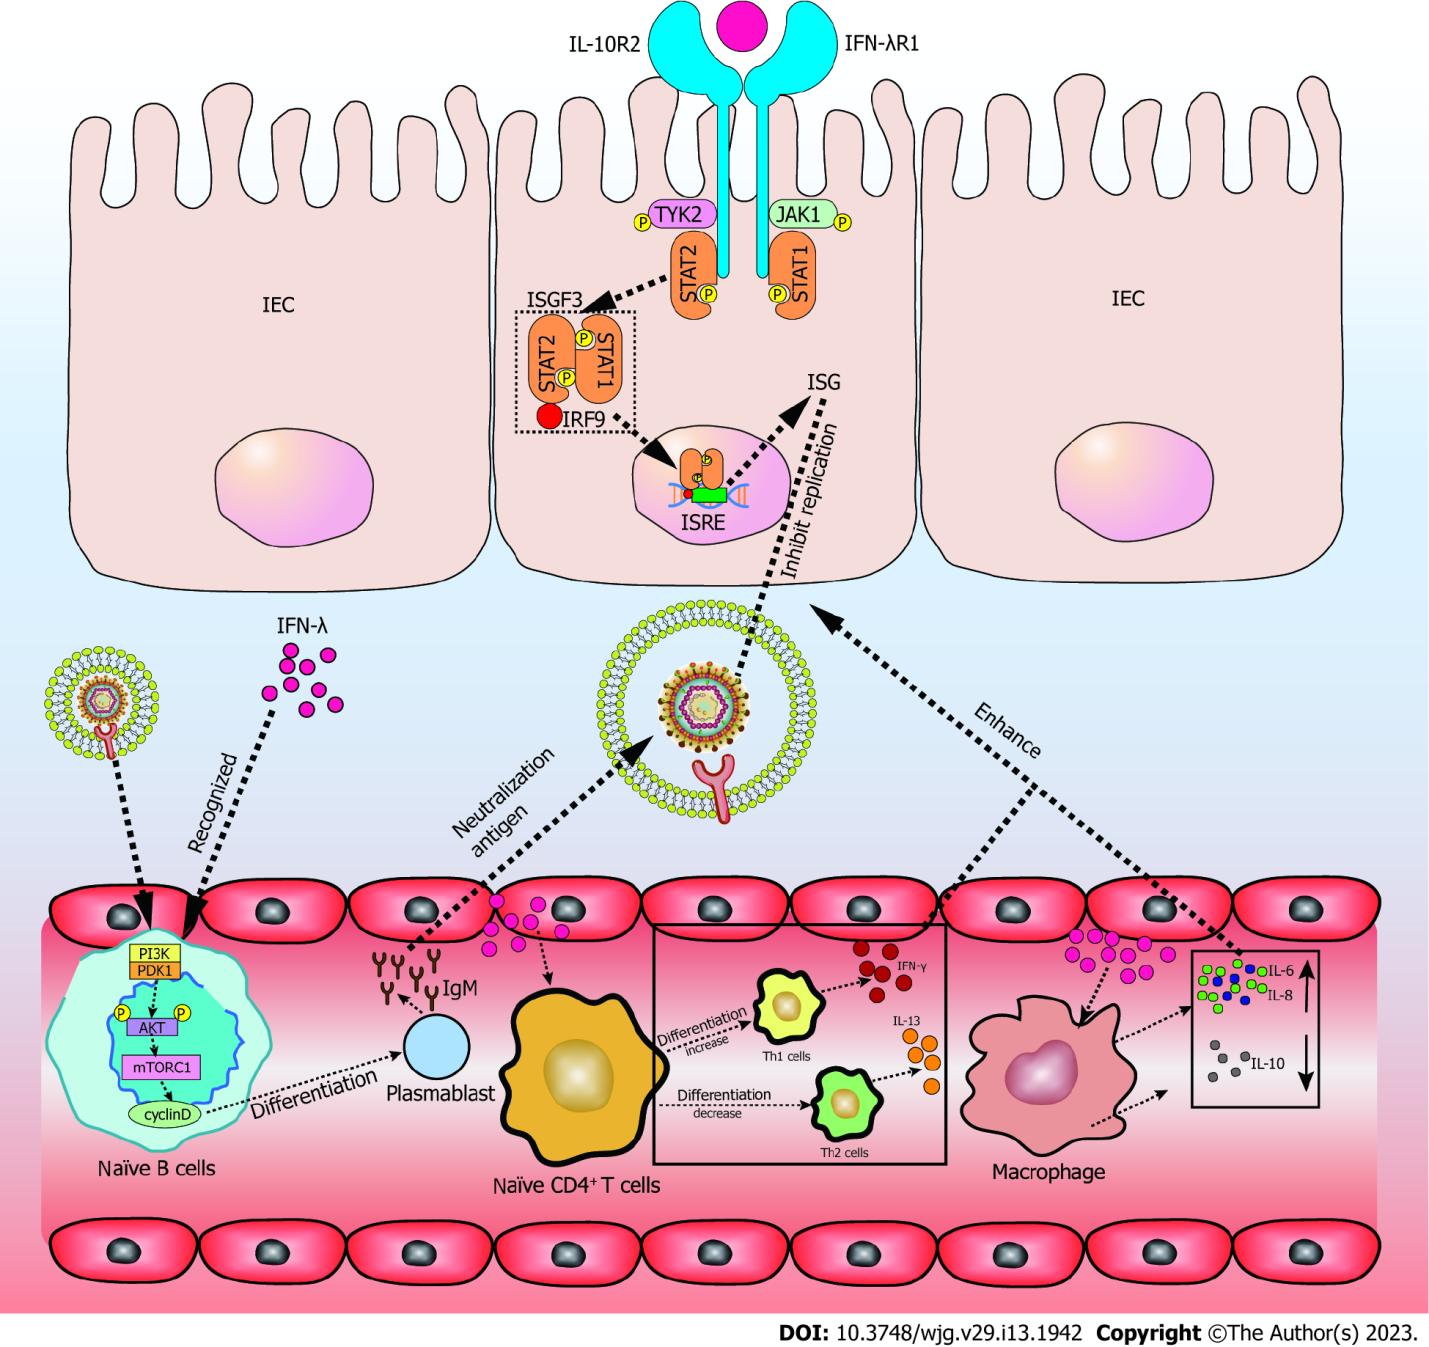 IL-10R2
IFN-λR1
TYK2
P
JAK1
P
STAT2
P
STAT1
P
IEC
ISGF3
IEC
STAT2
P
STAT1
P
IRF9
ISG
P
P
ISRE
Inhibit replication
IFN-λ
Recognized
Neutralization
antigen
Enhance
PI3K
PDK1
P
P
AKT
mTORC1
cyclinD
Naïve B cells
Differentiation
IgM
Plasmablast
Naïve CD4⁺ T cells
Differentiation
increase
Th1 cells
IFN-γ
IL-13
Differentiation
decrease
Th2 cells
Macrophage
IL-6
IL-8
IL-10
DOI: 10.3748/wjg.v29.i13.1942 Copyright ©The Author(s) 2023.